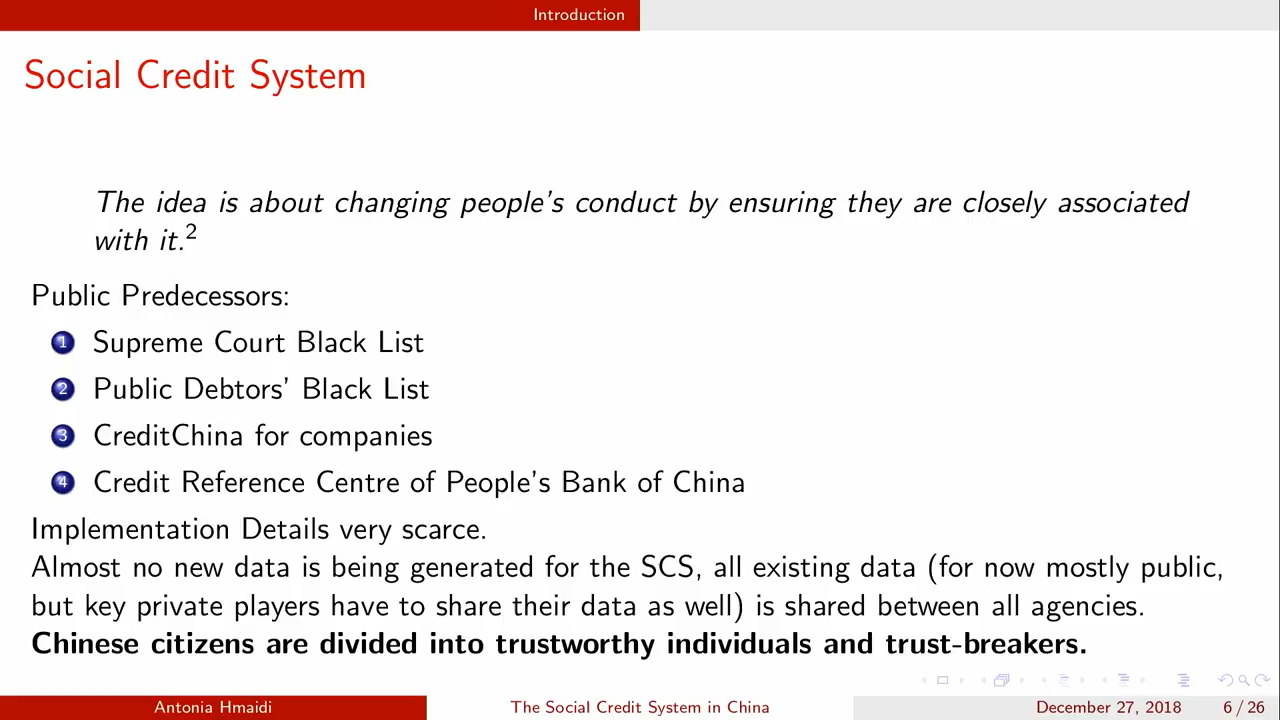 Introduction
Social Credit System
The idea is about changing people's conduct by ensuring they are closely associated
with it.2
Public Predecessors:
1 Supreme Court Black List
2 Public Debtors' Black List
3 CreditChina for companies
4 Credit Reference Centre of People's Bank of China
Implementation Details very scarce.
Almost no new data is being generated for the SCS, all existing data (for now mostly public,
but key private players have to share their data as well) is shared between all agencies.
Chinese citizens are divided into trustworthy individuals and trust-breakers.
Antonia Hmaidi The Social Credit System in China December 27, 2018 6 / 26